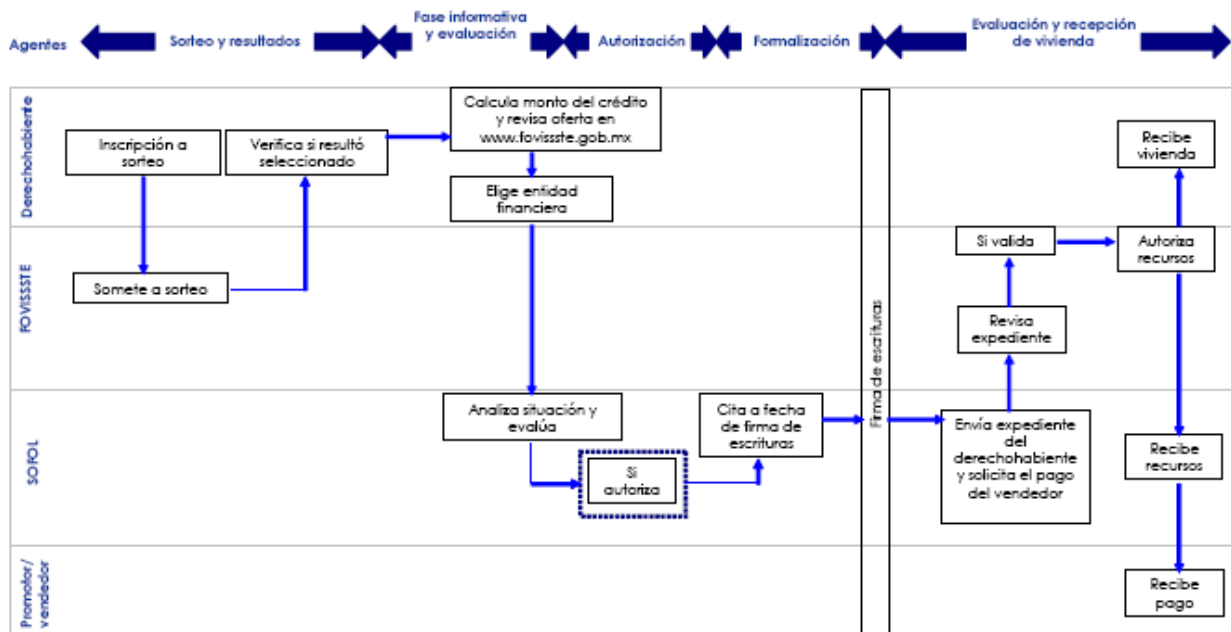 Agentes
Sorteo y resultados
Fase informativa
y evaluación
Autorización
Formalización
Evaluación y recepción
de vivienda
Derechohabiente
Inscripción a
sorteo
Verifica si resultó
seleccionado
Calcula monto del crédito
y revisa oferta en
www.fovissste.gob.mx
Elige entidad
financiera
Recibe
vivienda
FOVISSSTE
Somete a sorteo
Si valida
Autoriza
recursos
Revisa
expediente
Firma de escrituras
SOFOL
Analiza situación y
evalúa
Si
autoriza
Cita a fecha
de firma de
escrituras
Envía expediente
del
derechohabiente
y solicita el pago
del vendedor
Recibe
recursos
Promotor/
vendedor
Recibe
pago